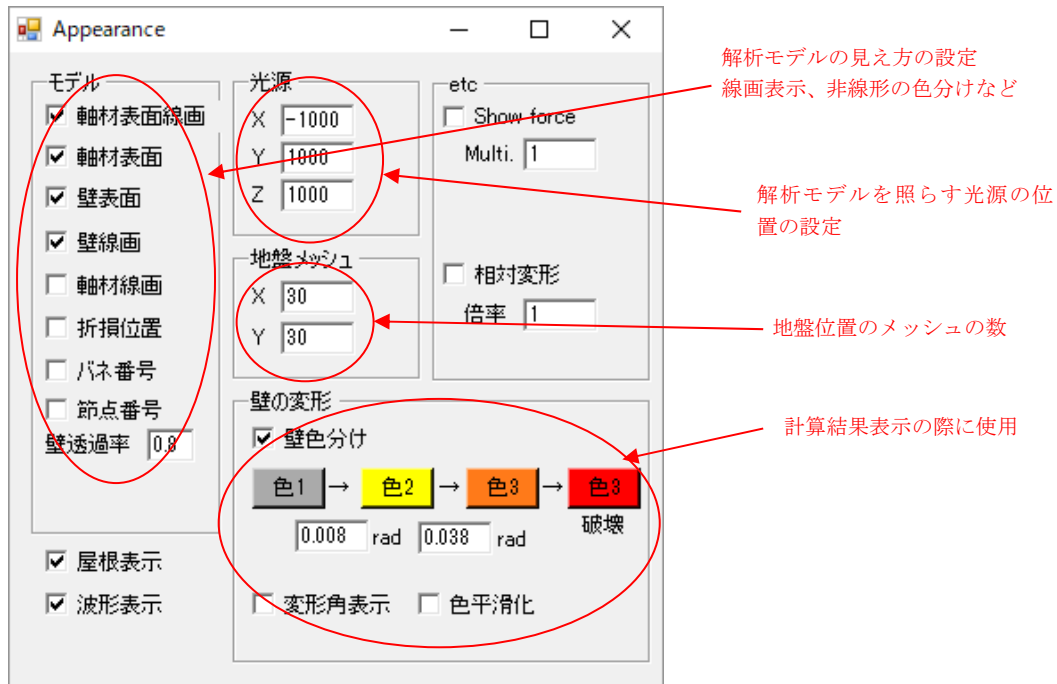 Appearance
モデル
軸材表面線画
軸材表面
壁表面
壁線画
軸材線画
折損位置
バネ番号
節点番号
壁透過率 0.8
屋根表示
波形表示
光源
X -1000
Y 1000
Z 1000
地盤メッシュ
X 30
Y 30
etc
Show force
Multi. 1
相対変形
倍率 1
壁の変形
壁色分け
色1 → 色2 → 色3 → 色3
破壊
0.008 rad 0.038 rad
変形角表示 色平滑化
解析モデルの見え方の設定
線画表示、非線形の色分けなど
解析モデルを照らす光源の位
置の設定
地盤位置のメッシュの数
計算結果表示の際に使用